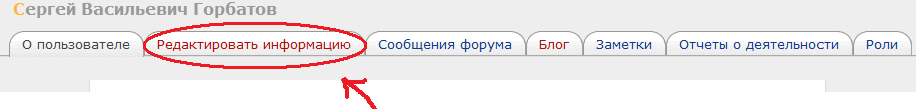 Сергей Васильевич Горбатов
О пользователе Редактировать информацию Сообщения форума Блог Заметки Отчеты о деятельности Роли